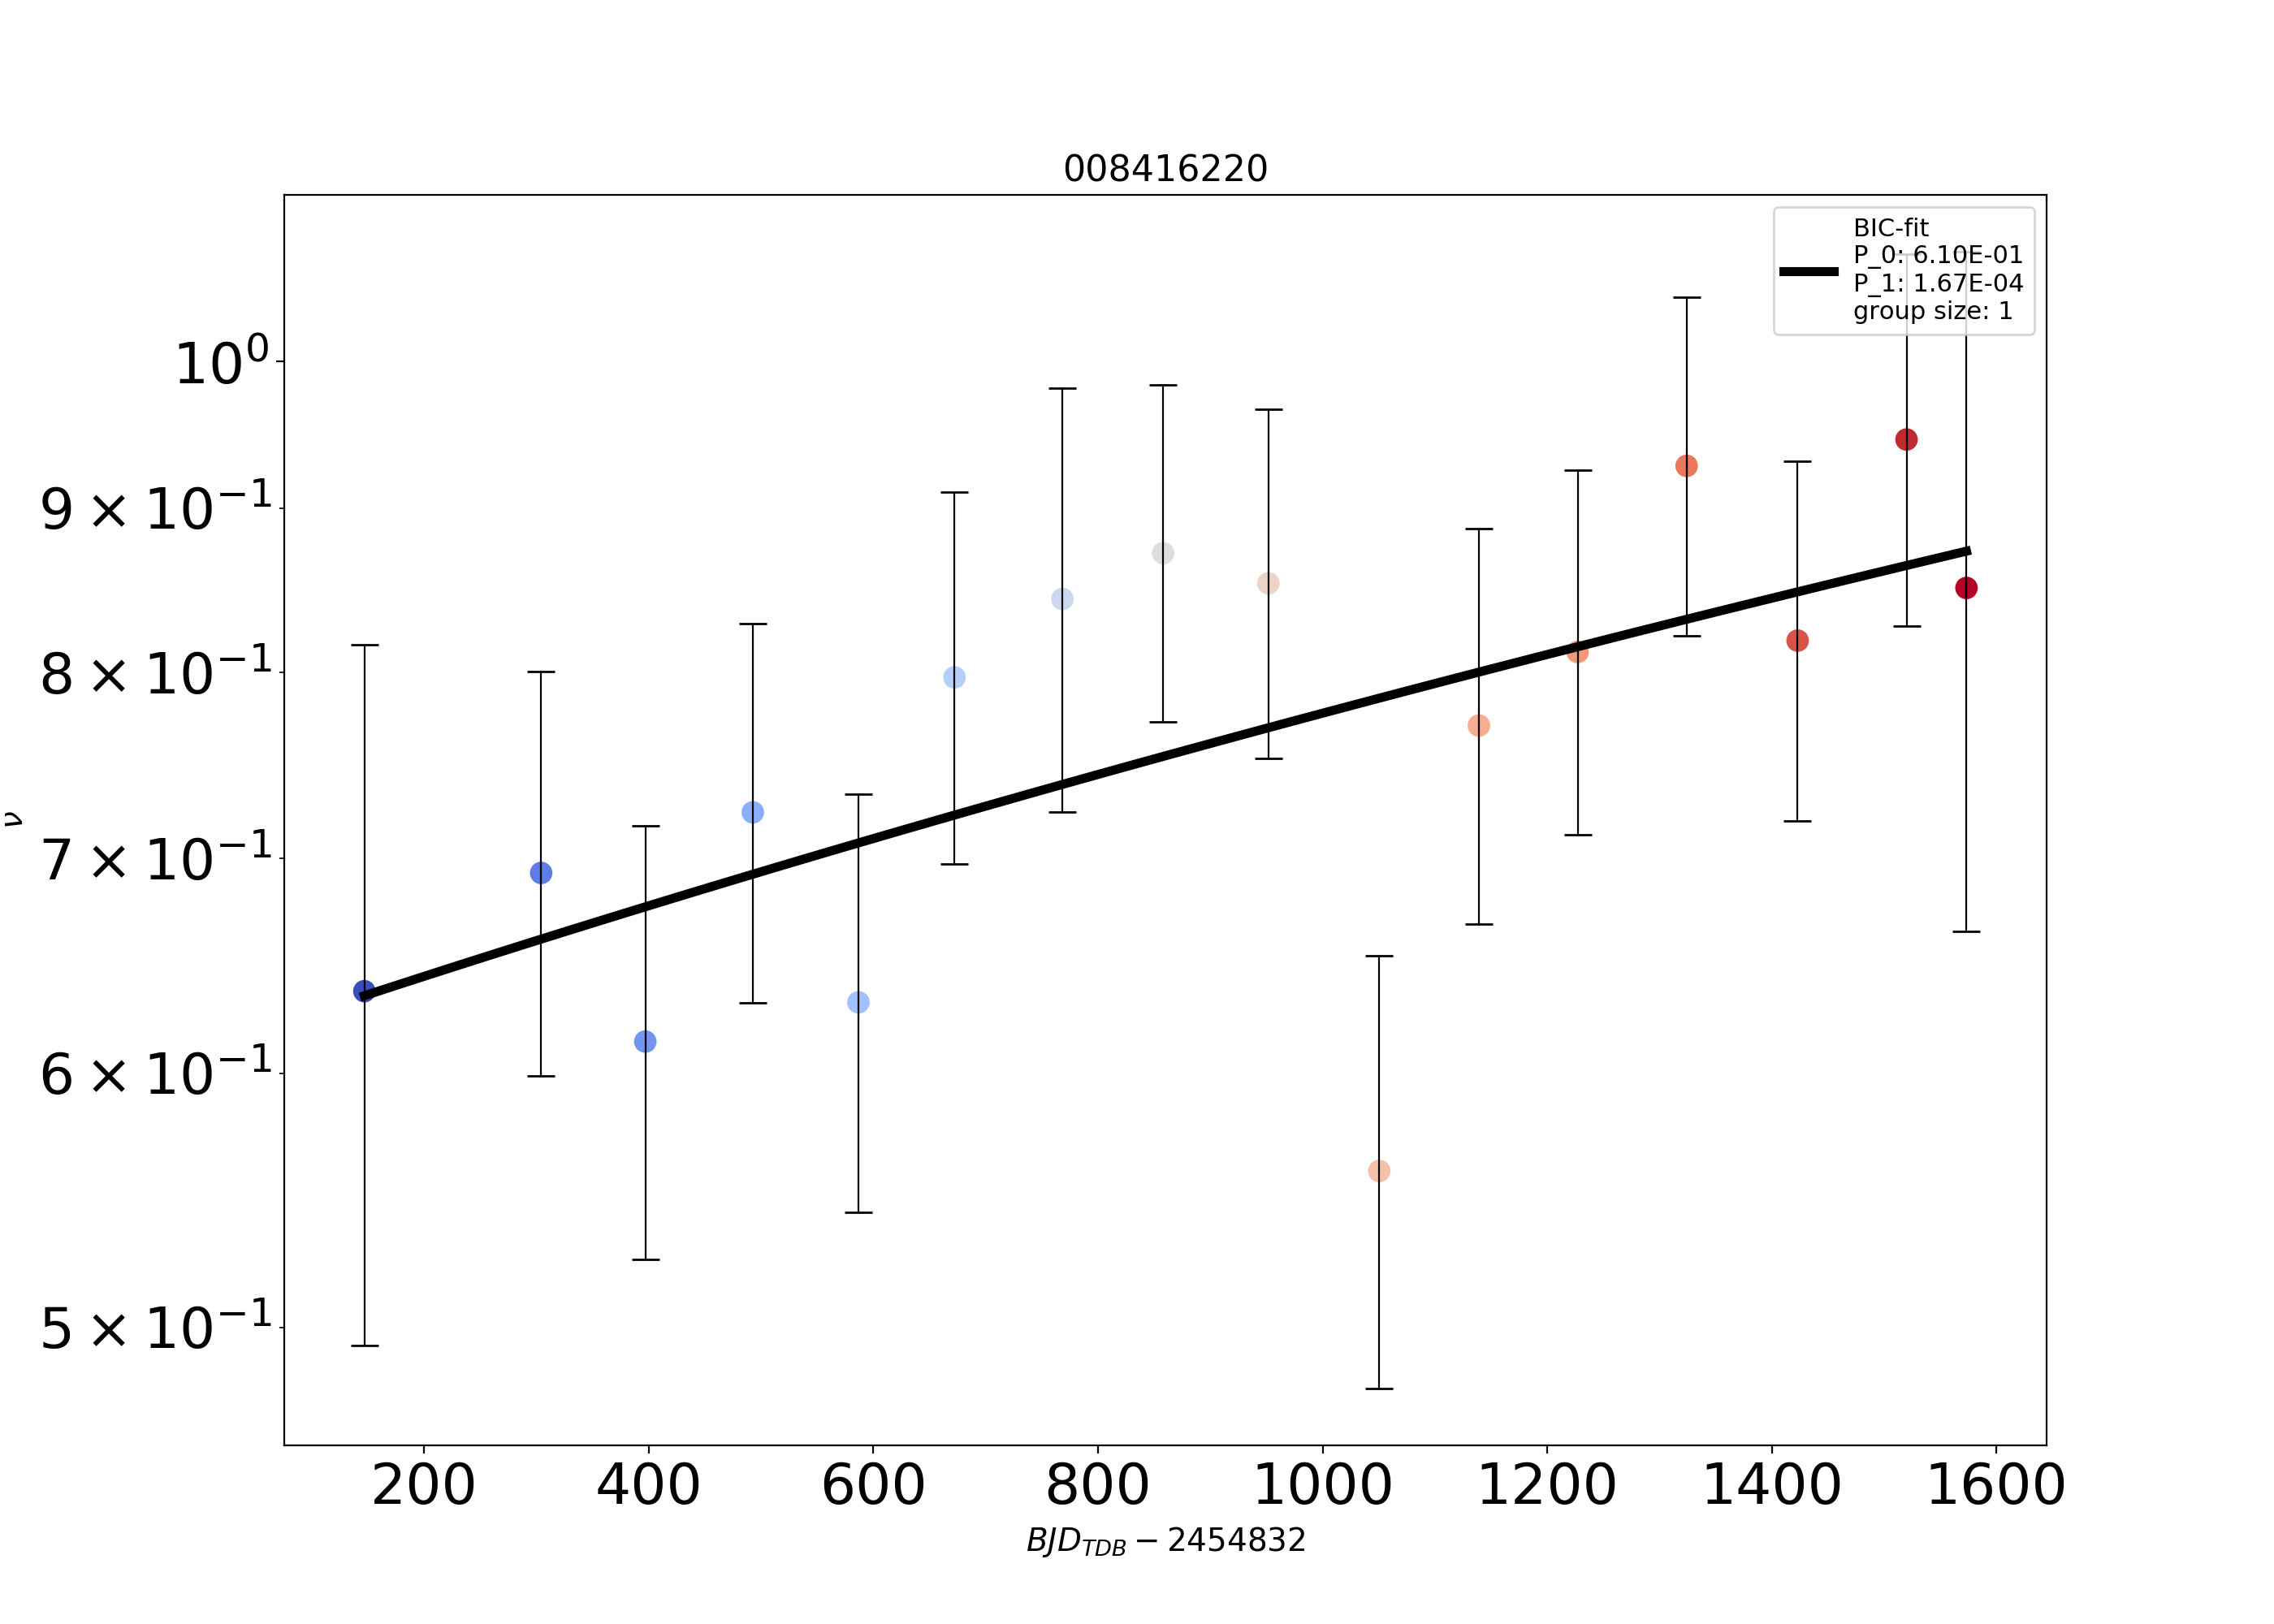 008416220
BIC-fit
P_0: 6.10E-01
P_1: 1.67E-04
group size: 1
10⁰
9 × 10⁻¹
8 × 10⁻¹
7 × 10⁻¹
6 × 10⁻¹
5 × 10⁻¹
ν
200 400 600 800 1000 1200 1400 1600
BJD_TDB − 2454832